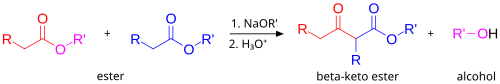 O O O O O
R O R' + R O R' 1. NaOR' R O R' + R'-OH
2. H₃O⁺
R
ester beta-keto ester alcohol